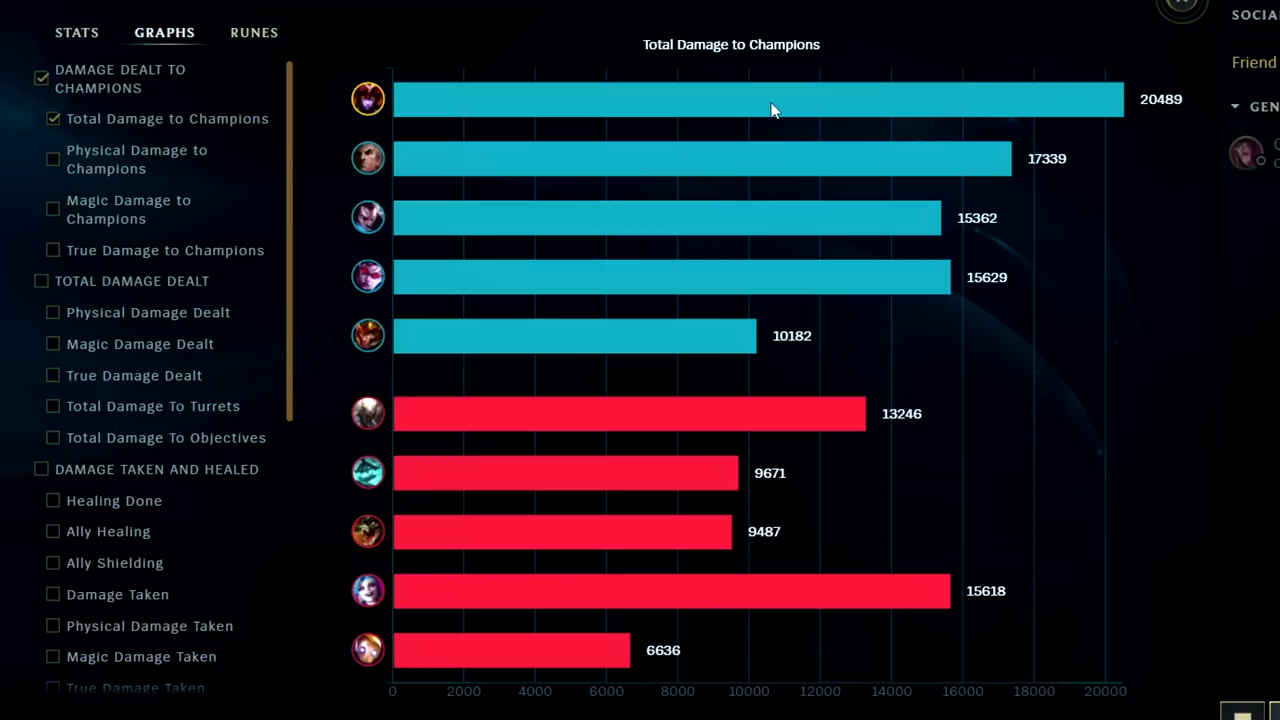 STATS
GRAPHS
RUNES
DAMAGE DEALT TO
CHAMPIONS
Total Damage to Champions
Physical Damage to
Champions
Magic Damage to
Champions
True Damage to Champions
TOTAL DAMAGE DEALT
Physical Damage Dealt
Magic Damage Dealt
True Damage Dealt
Total Damage To Turrets
Total Damage To Objectives
DAMAGE TAKEN AND HEALED
Healing Done
Ally Healing
Ally Shielding
Damage Taken
Physical Damage Taken
Magic Damage Taken
True Damage Taken
Total Damage to Champions
20489
17339
15362
15629
10182
13246
9671
9487
15618
6636
0 2000 4000 6000 8000 10000 12000 14000 16000 18000 20000
SOCIA
Friend
GEN